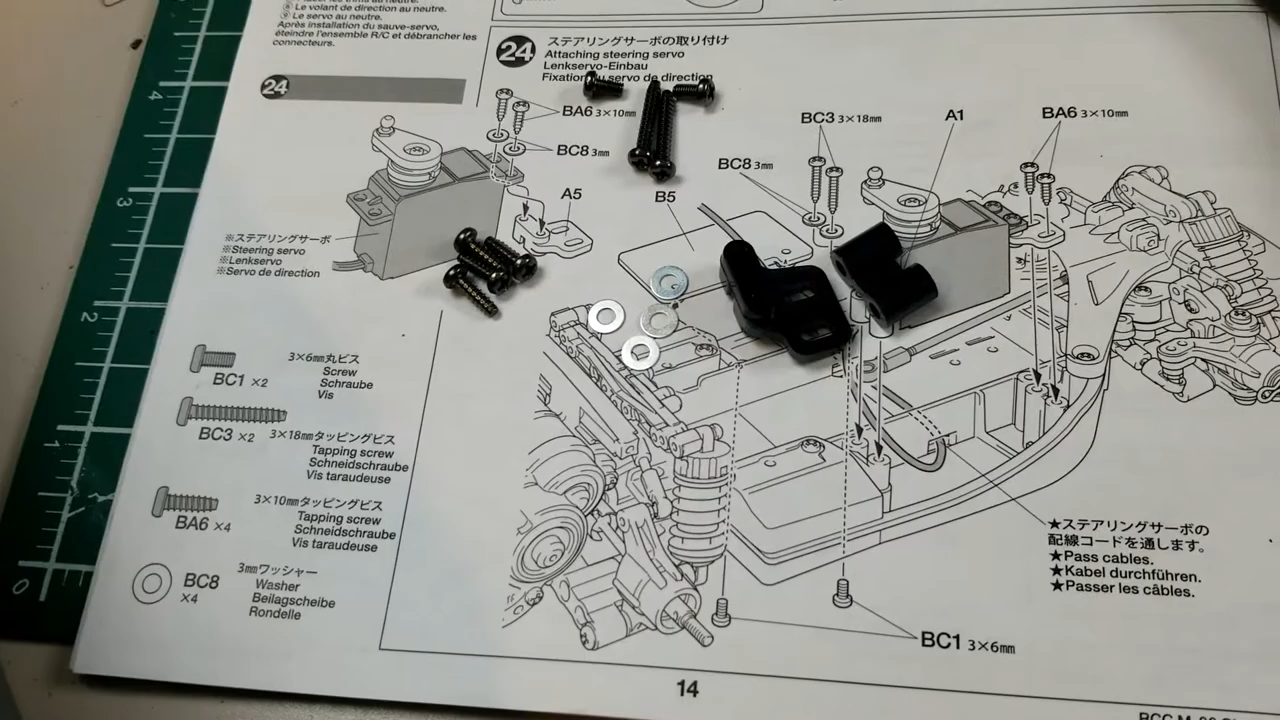 ⑧ Le volant de direction au neutre.
⑨ Le servo au neutre.
Après installation du sauve-servo,
éteindre l'ensemble R/C et débrancher les
connecteurs.
24
24
ステアリングサーボの取り付け
Attaching steering servo
Lenkservo-Einbau
Fixation du servo de direction
BA6 3×10㎜
BC8 3㎜
A5
※ステアリングサーボ
※Steering servo
※Lenkservo
※Servo de direction
B5
BC8 3㎜
BC3 3×18㎜
A1
BA6 3×10㎜
3×6㎜丸ビス
Screw
Schraube
Vis
BC1 ×2
3×18㎜タッピングビス
Tapping screw
Schneidschraube
Vis taraudeuse
BC3 ×2
3×10㎜タッピングビス
Tapping screw
Schneidschraube
Vis taraudeuse
BA6 ×4
3㎜ワッシャー
Washer
Beilagscheibe
Rondelle
BC8
×4
★ステアリングサーボの
配線コードを通します。
★Pass cables.
★Kabel durchführen.
★Passer les câbles.
BC1 3×6㎜
14
4
3
2
1
0